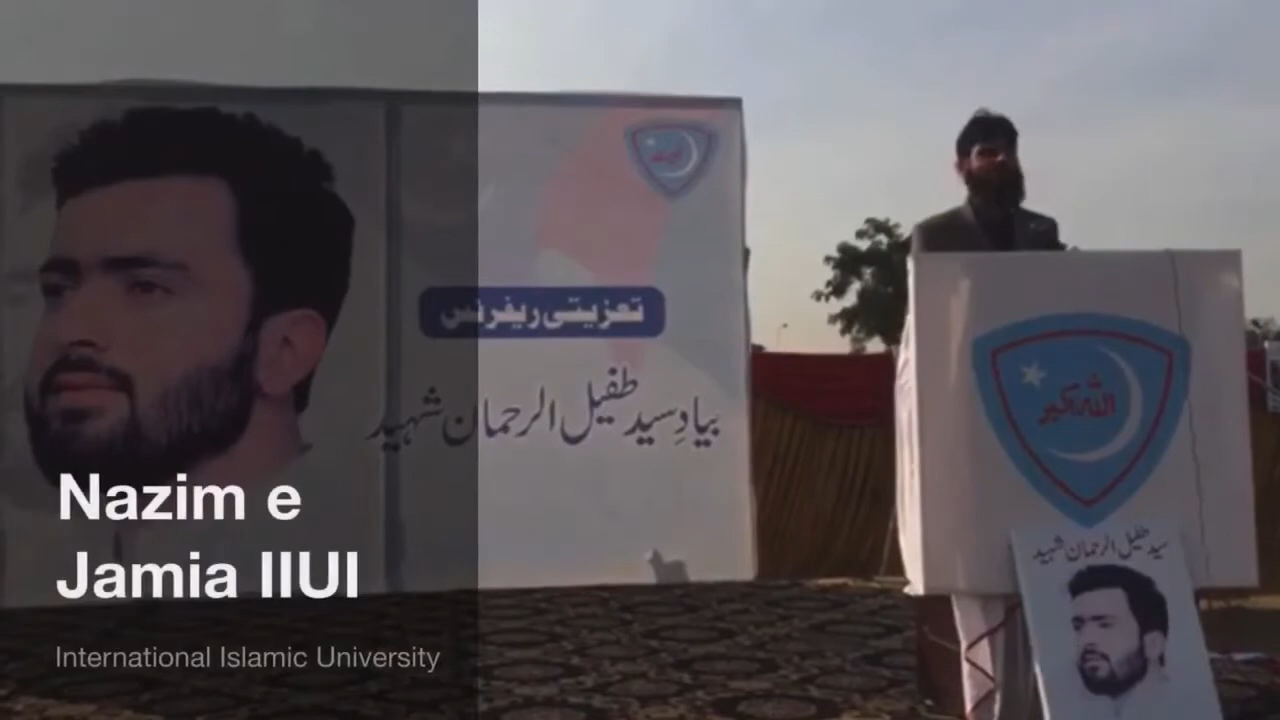 تعزیتی ریفرنس
بیادِ سید طفیل الرحمان شہید
اللہ اکبر
سید طفیل الرحمان شہید
Nazim e
Jamia IIUI
International Islamic University